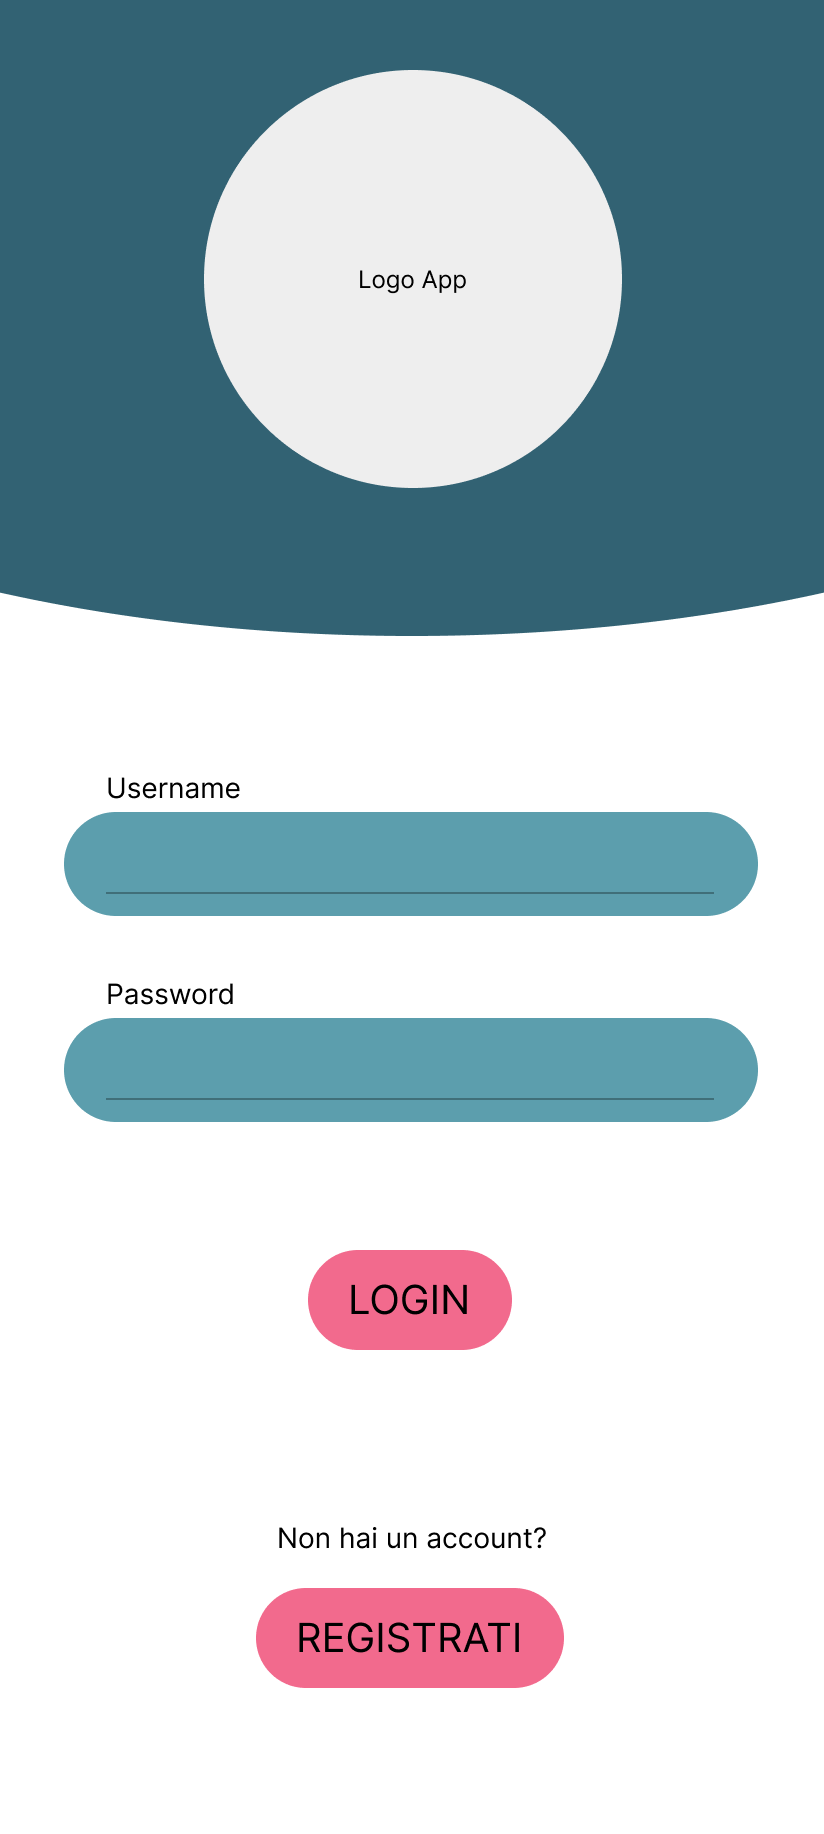 Logo App
Username
Password
LOGIN
Non hai un account?
REGISTRATI